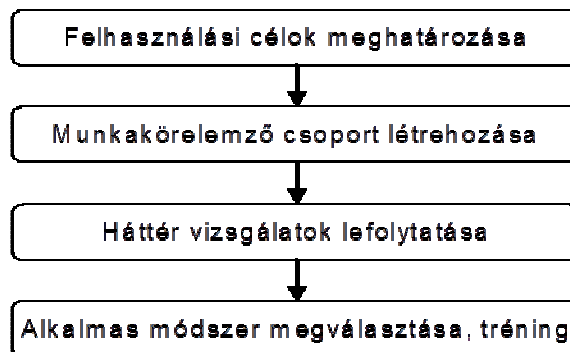 Felhasználási célok meghatározása
Munkakörelemző csoport létrehozása
Háttér vizsgálatok lefolytatása
Alkalmas módszer megválasztása, tréning